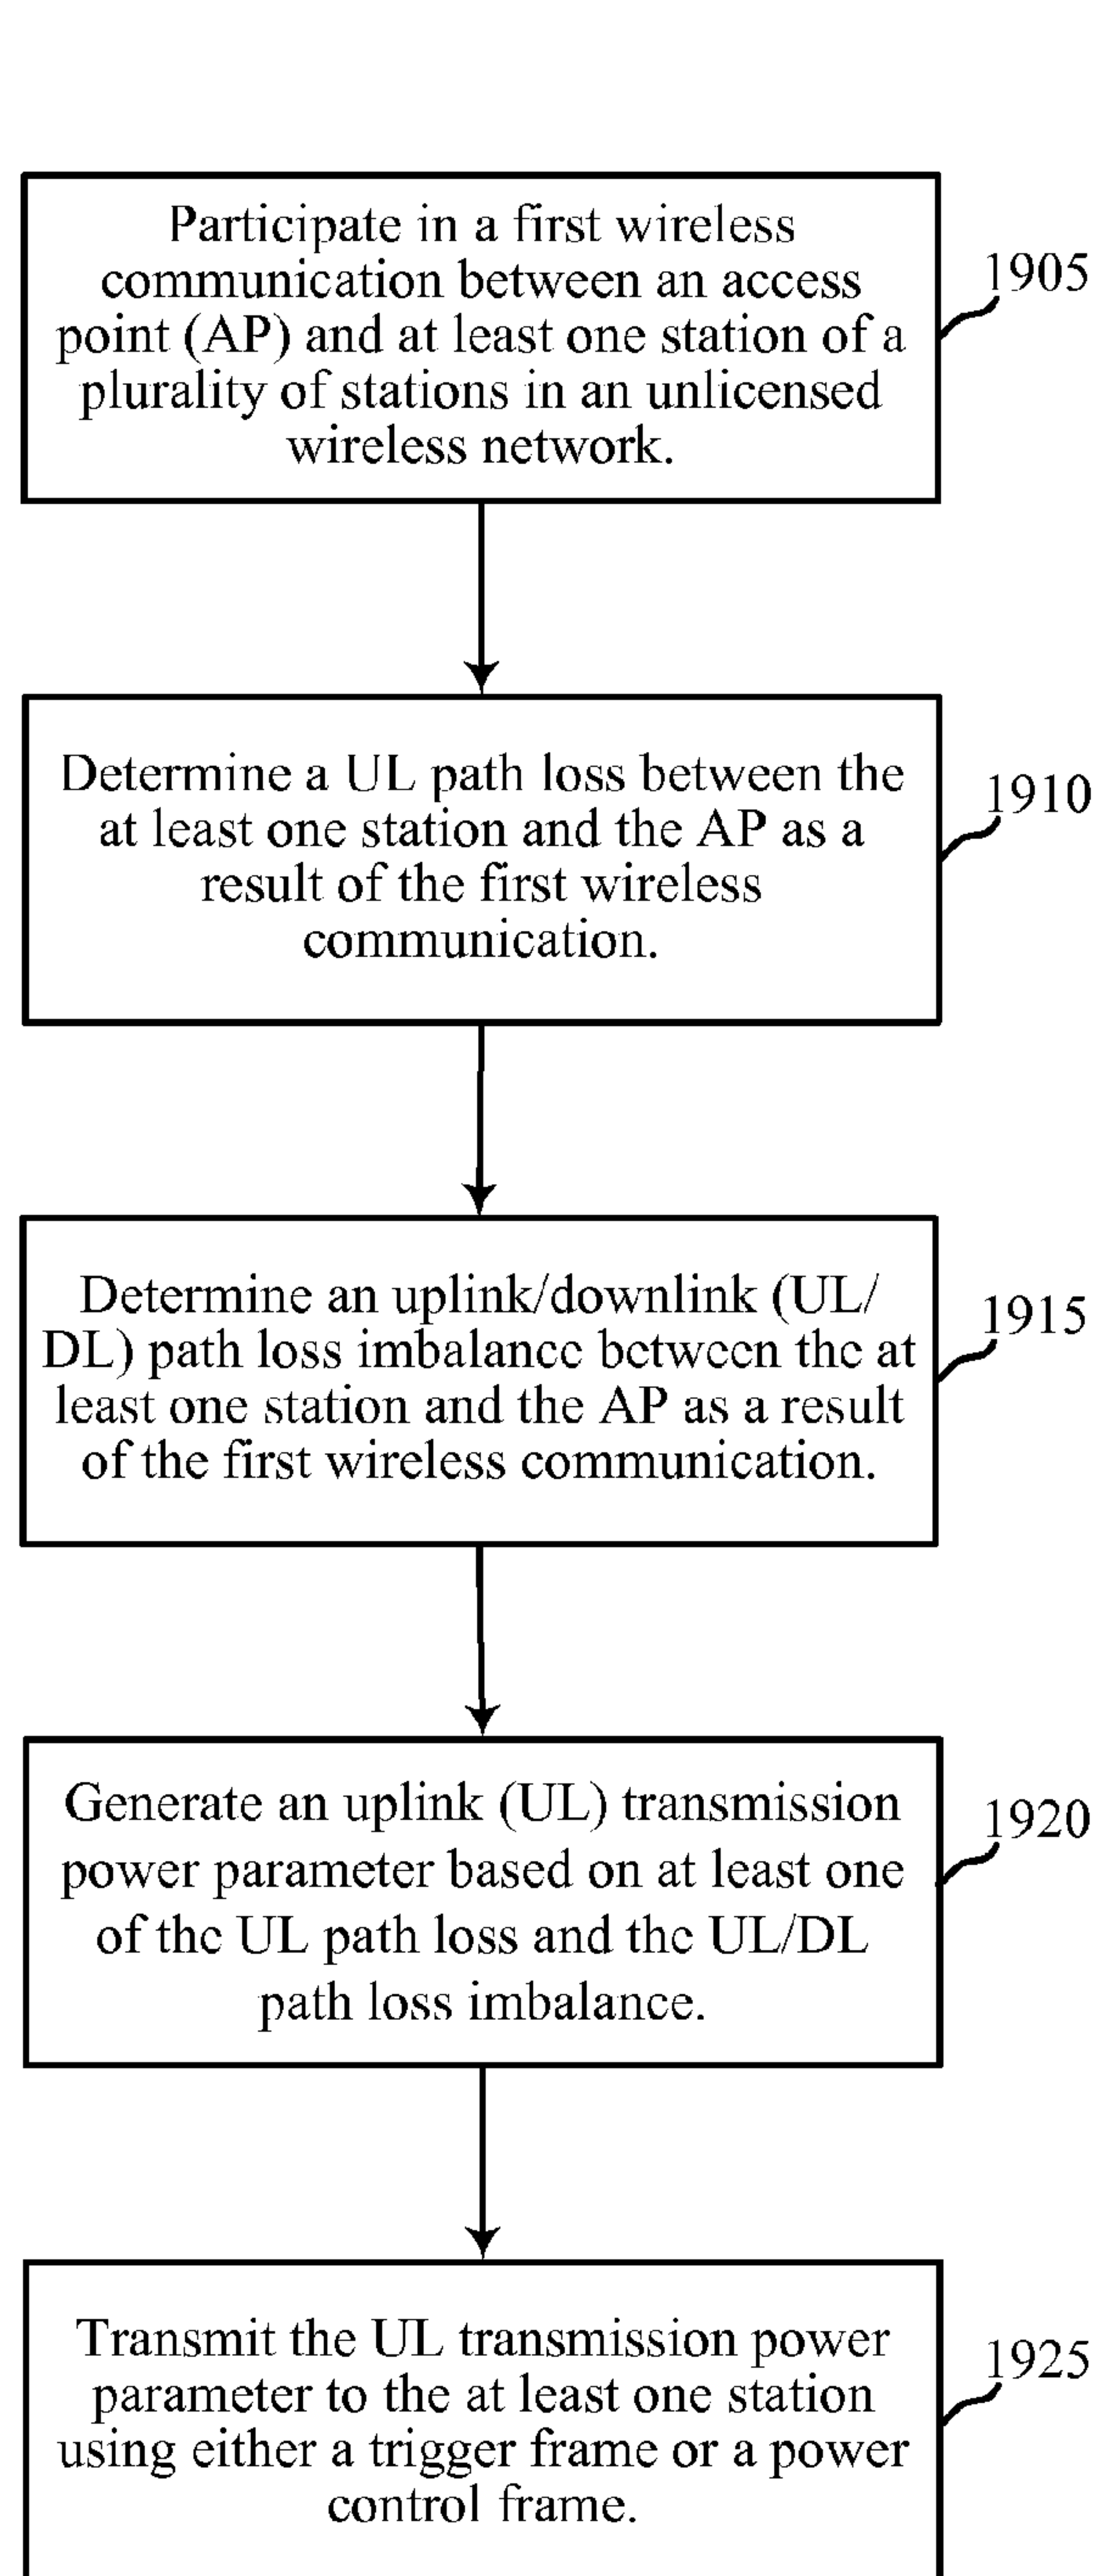 Participate in a first wireless
communication between an access
point (AP) and at least one station of a
plurality of stations in an unlicensed
wireless network.
1905
Determine a UL path loss between the
at least one station and the AP as a
result of the first wireless
communication.
1910
Determine an uplink/downlink (UL/
DL) path loss imbalance between the at
least one station and the AP as a result
of the first wireless communication.
1915
Generate an uplink (UL) transmission
power parameter based on at least one
of the UL path loss and the UL/DL
path loss imbalance.
1920
Transmit the UL transmission power
parameter to the at least one station
using either a trigger frame or a power
control frame.
1925